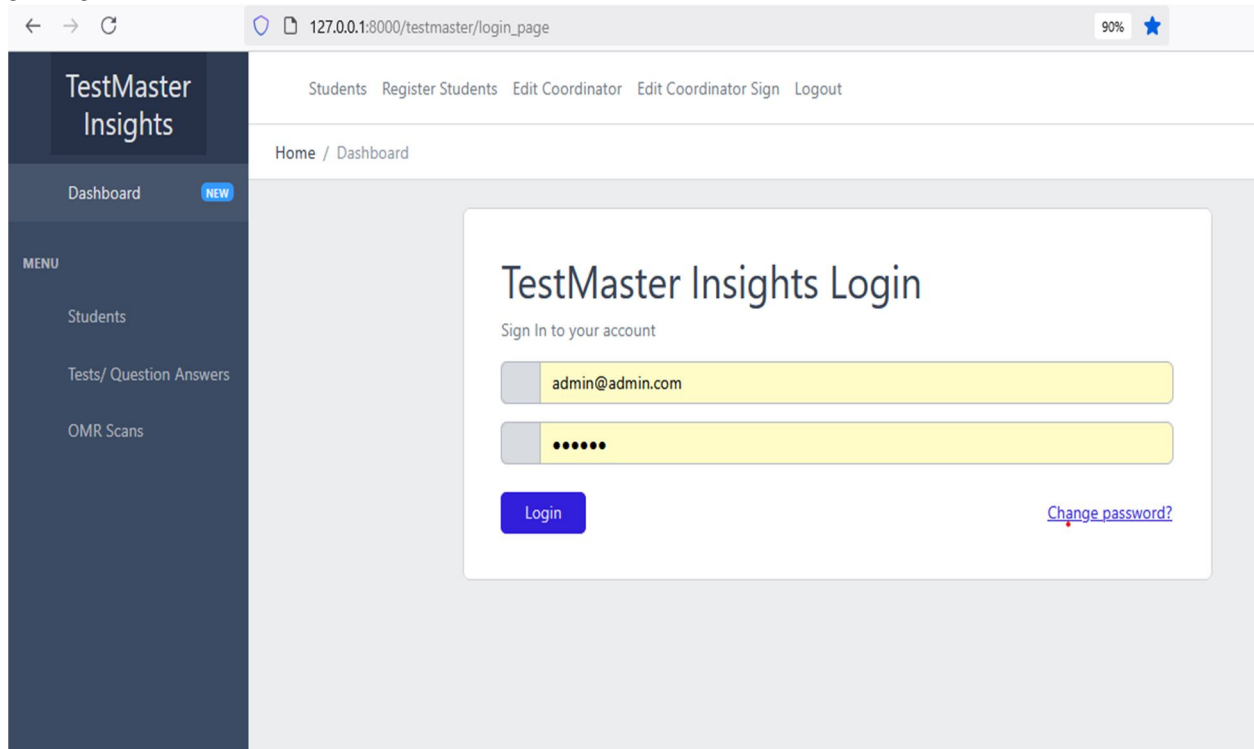 127.0.0.1:8000/testmaster/login_page
90%
TestMaster
Insights
Students Register Students Edit Coordinator Edit Coordinator Sign Logout
Home / Dashboard
Dashboard NEW
MENU
Students
Tests/ Question Answers
OMR Scans
TestMaster Insights Login
Sign In to your account
admin@admin.com
••••••
Login
Change password?